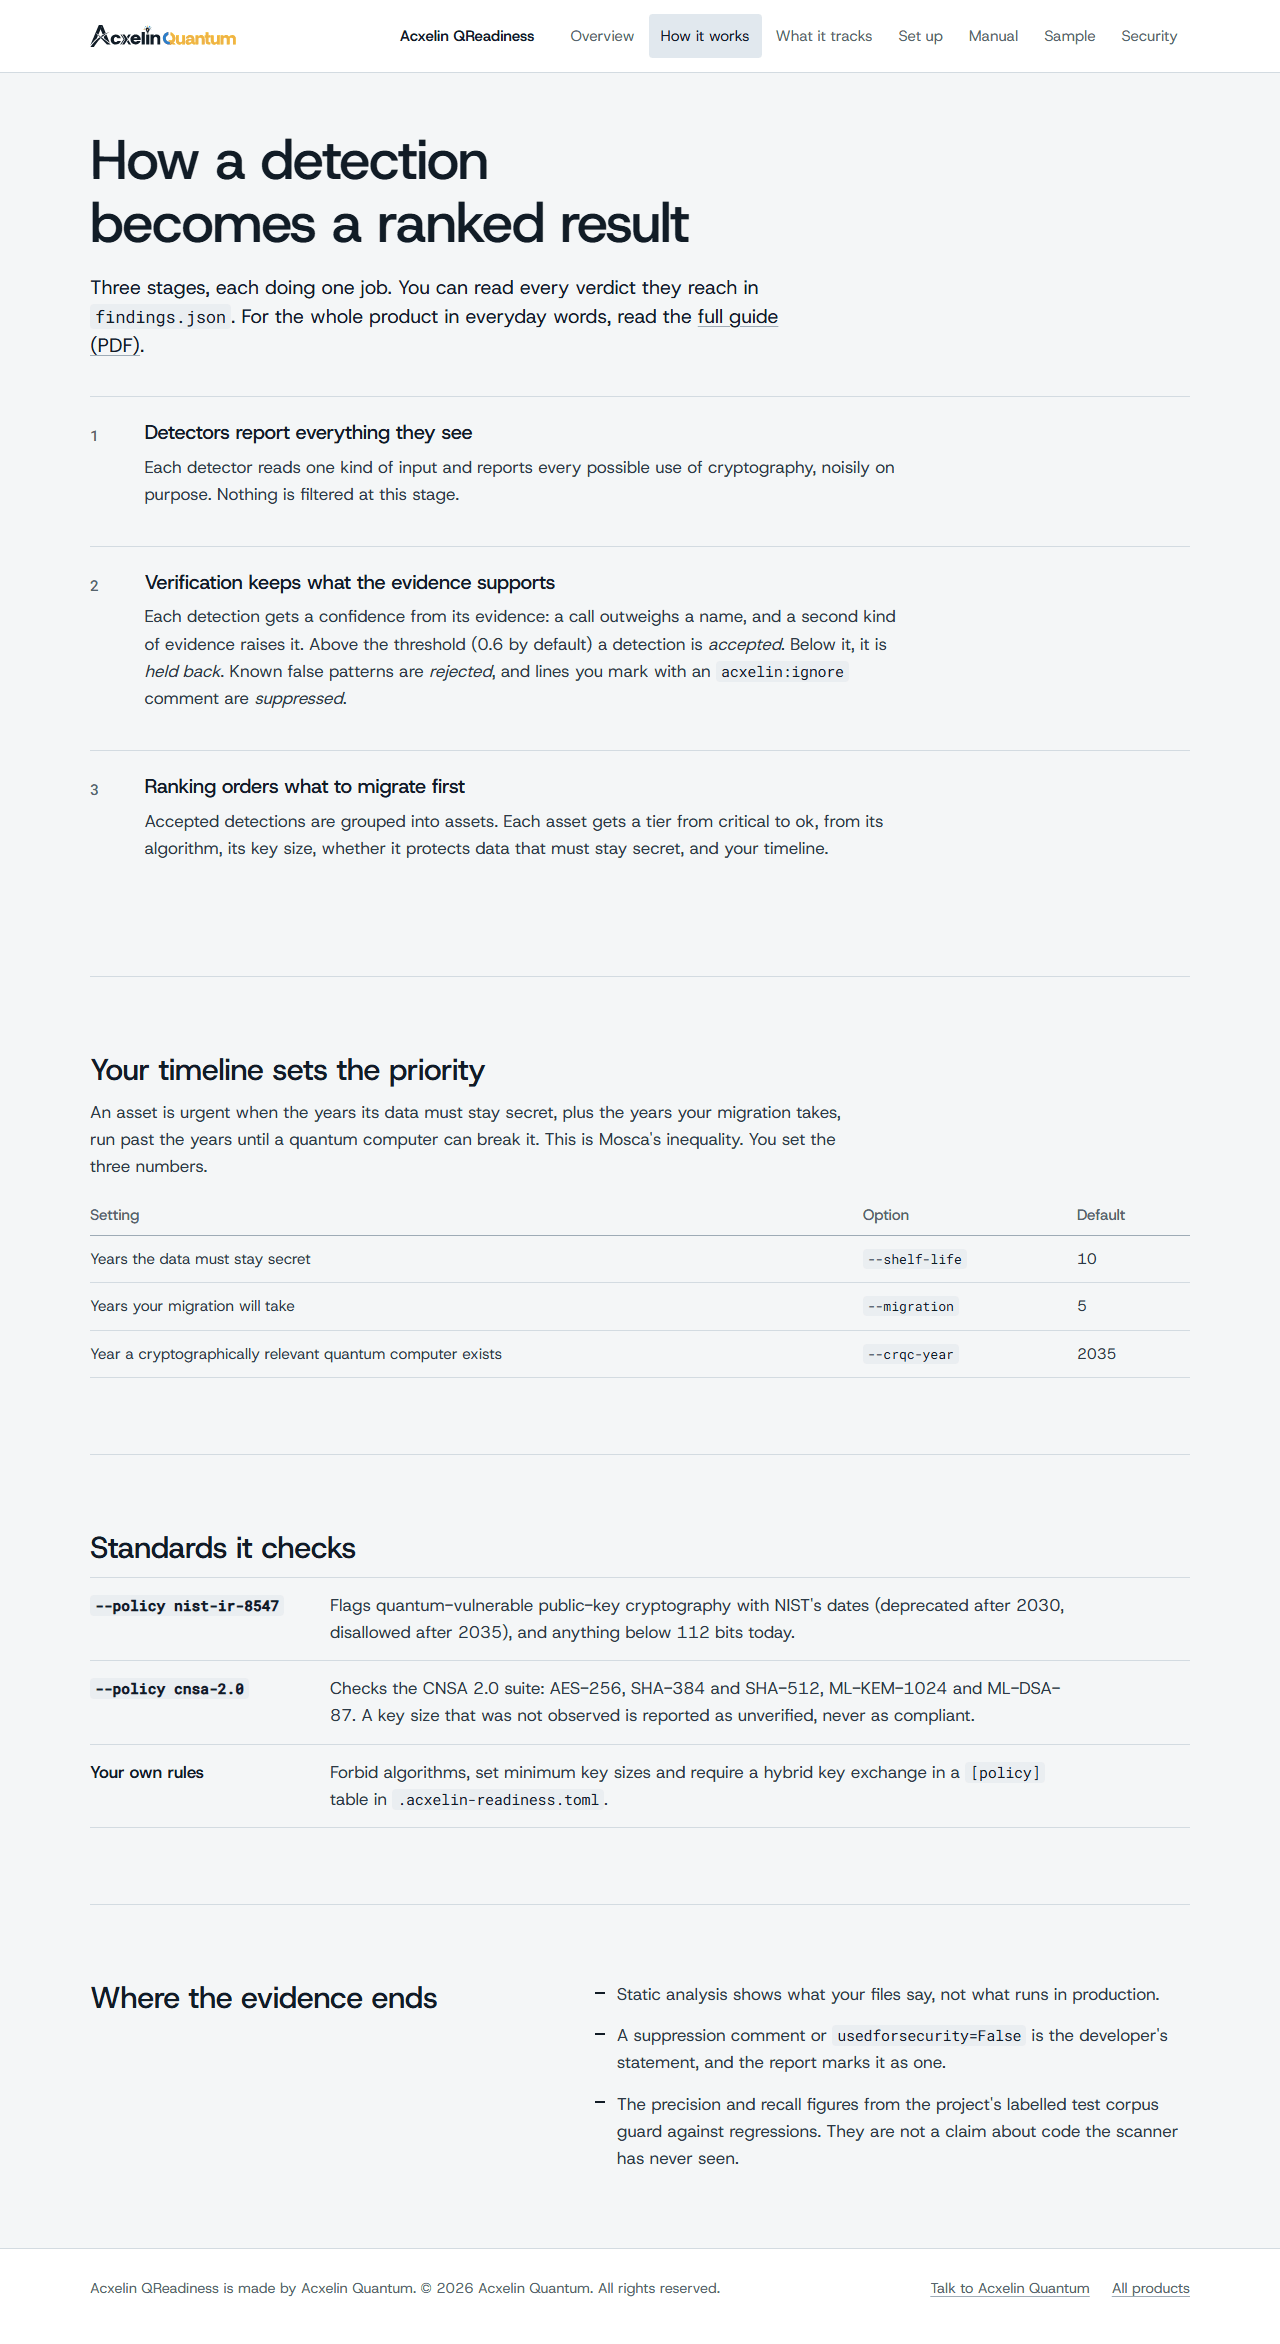 Acxelin Quantum
Acxelin QReadiness Overview How it works What it tracks Set up Manual Sample Security
How a detection
becomes a ranked result
Three stages, each doing one job. You can read every verdict they reach in
findings.json. For the whole product in everyday words, read the full guide
(PDF).
1 Detectors report everything they see
Each detector reads one kind of input and reports every possible use of cryptography, noisily on
purpose. Nothing is filtered at this stage.
2 Verification keeps what the evidence supports
Each detection gets a confidence from its evidence: a call outweighs a name, and a second kind
of evidence raises it. Above the threshold (0.6 by default) a detection is accepted. Below it, it is
held back. Known false patterns are rejected, and lines you mark with an acxelin:ignore
comment are suppressed.
3 Ranking orders what to migrate first
Accepted detections are grouped into assets. Each asset gets a tier from critical to ok, from its
algorithm, its key size, whether it protects data that must stay secret, and your timeline.
Your timeline sets the priority
An asset is urgent when the years its data must stay secret, plus the years your migration takes,
run past the years until a quantum computer can break it. This is Mosca's inequality. You set the
three numbers.
Setting Option Default
Years the data must stay secret --shelf-life 10
Years your migration will take --migration 5
Year a cryptographically relevant quantum computer exists --crqc-year 2035
Standards it checks
--policy nist-ir-8547 Flags quantum-vulnerable public-key cryptography with NIST's dates (deprecated after 2030,
disallowed after 2035), and anything below 112 bits today.
--policy cnsa-2.0 Checks the CNSA 2.0 suite: AES-256, SHA-384 and SHA-512, ML-KEM-1024 and ML-DSA-
87. A key size that was not observed is reported as unverified, never as compliant.
Your own rules Forbid algorithms, set minimum key sizes and require a hybrid key exchange in a [policy]
table in .acxelin-readiness.toml.
Where the evidence ends
– Static analysis shows what your files say, not what runs in production.
– A suppression comment or usedforsecurity=False is the developer's
statement, and the report marks it as one.
– The precision and recall figures from the project's labelled test corpus
guard against regressions. They are not a claim about code the scanner
has never seen.
Acxelin QReadiness is made by Acxelin Quantum. © 2026 Acxelin Quantum. All rights reserved. Talk to Acxelin Quantum All products